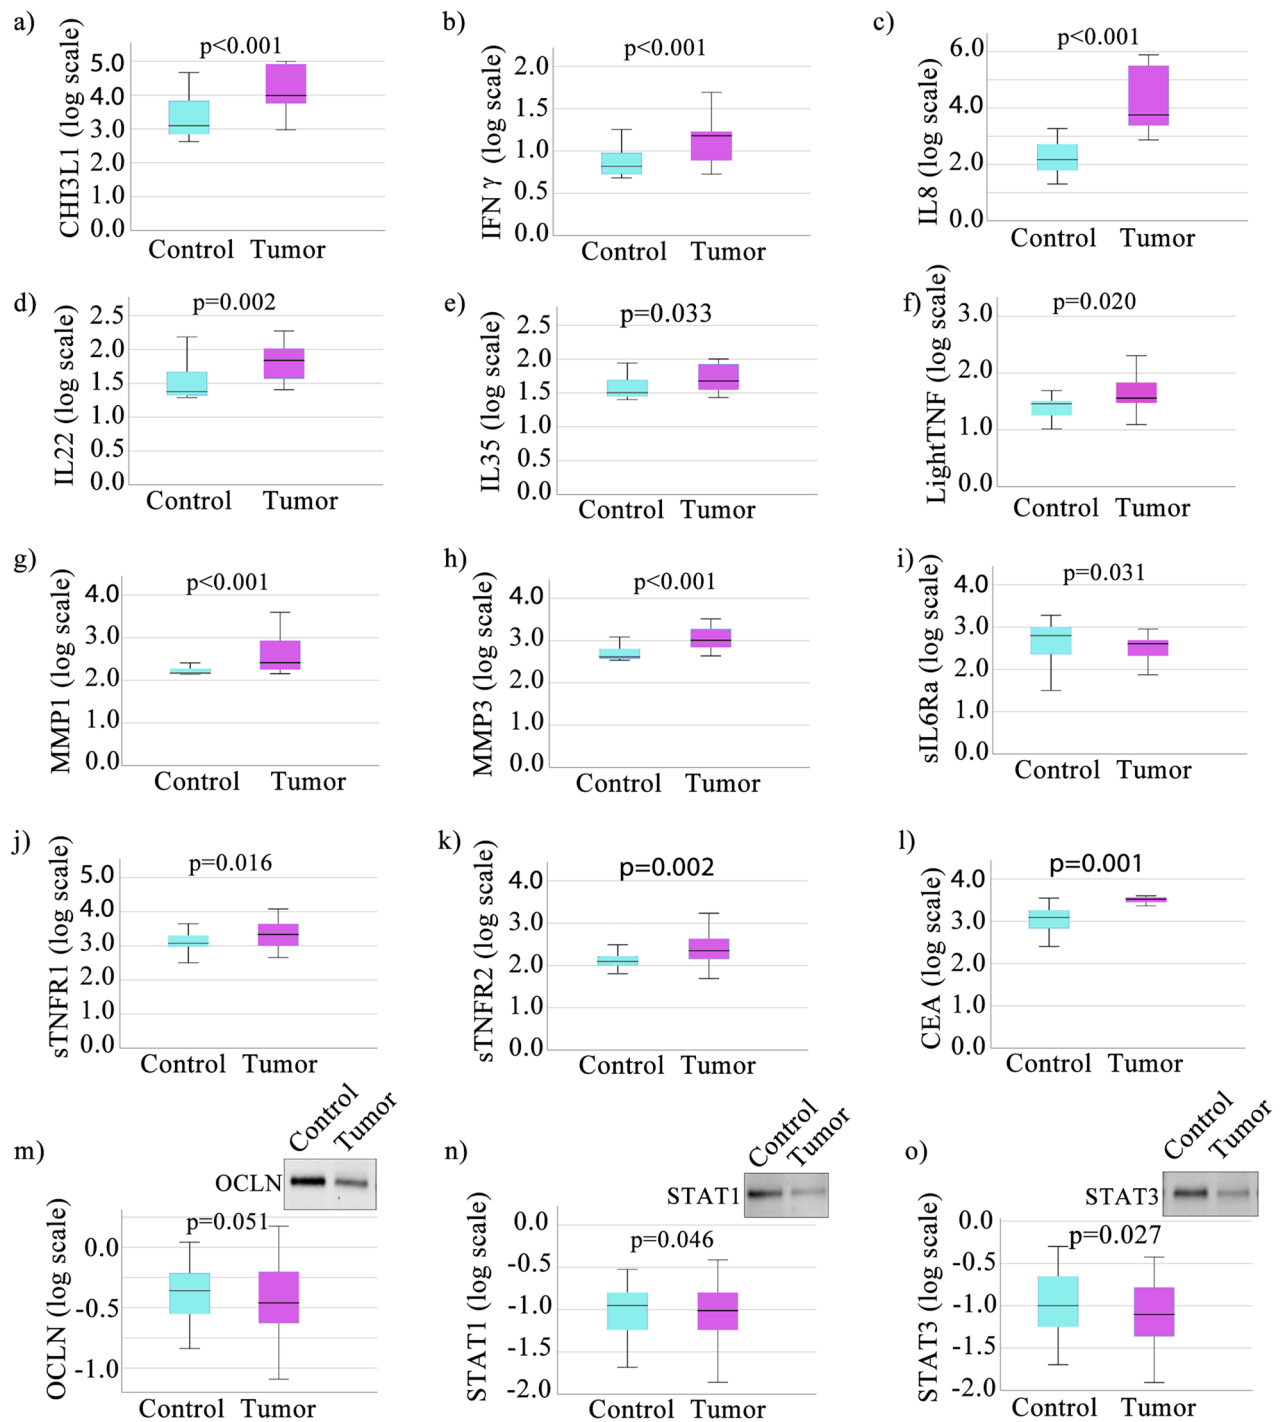 a)
p<0.001
CHI3L1 (log scale)
5.0
4.0
3.0
2.0
1.0
0.0
Control Tumor
b)
p<0.001
IFN γ (log scale)
2.0
1.5
1.0
0.5
0.0
Control Tumor
c)
p<0.001
IL8 (log scale)
6.0
4.0
2.0
0.0
Control Tumor
d)
p=0.002
IL22 (log scale)
2.5
2.0
1.5
1.0
0.5
0.0
Control Tumor
e)
p=0.033
IL35 (log scale)
2.5
2.0
1.5
1.0
0.5
0.0
Control Tumor
f)
p=0.020
LightTNF (log scale)
3.0
2.0
1.0
0.0
Control Tumor
g)
p<0.001
MMP1 (log scale)
4.0
3.0
2.0
1.0
0.0
Control Tumor
h)
p<0.001
MMP3 (log scale)
4.0
3.0
2.0
1.0
0.0
Control Tumor
i)
p=0.031
sIL6Ra (log scale)
4.0
3.0
2.0
1.0
0.0
Control Tumor
j)
p=0.016
sTNFR1 (log scale)
5.0
4.0
3.0
2.0
1.0
0.0
Control Tumor
k)
p=0.002
sTNFR2 (log scale)
4.0
3.0
2.0
1.0
0.0
Control Tumor
l)
p=0.001
CEA (log scale)
4.0
3.0
2.0
1.0
0.0
Control Tumor
m)
Control
Tumor
OCLN
p=0.051
OCLN (log scale)
0.0
-0.5
-1.0
Control Tumor
n)
Control
Tumor
STAT1
p=0.046
STAT1 (log scale)
0.0
-0.5
-1.0
-1.5
-2.0
Control Tumor
o)
Control
Tumor
STAT3
p=0.027
STAT3 (log scale)
0.0
-0.5
-1.0
-1.5
-2.0
Control Tumor